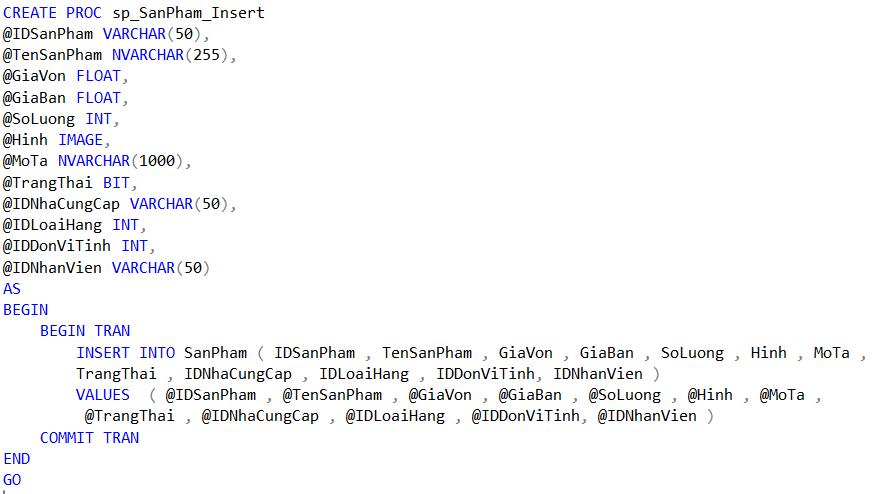 CREATE PROC sp_SanPham_Insert
@IDSanPham VARCHAR(50),
@TenSanPham NVARCHAR(255),
@GiaVon FLOAT,
@GiaBan FLOAT,
@SoLuong INT,
@Hinh IMAGE,
@MoTa NVARCHAR(1000),
@TrangThai BIT,
@IDNhaCungCap VARCHAR(50),
@IDLoaiHang INT,
@IDDonViTinh INT,
@IDNhanVien VARCHAR(50)
AS
BEGIN
    BEGIN TRAN
        INSERT INTO SanPham ( IDSanPham , TenSanPham , GiaVon , GiaBan , SoLuong , Hinh , MoTa ,
        TrangThai , IDNhaCungCap , IDLoaiHang , IDDonViTinh, IDNhanVien )
        VALUES  ( @IDSanPham , @TenSanPham , @GiaVon , @GiaBan , @SoLuong , @Hinh , @MoTa ,
         @TrangThai , @IDNhaCungCap , @IDLoaiHang , @IDDonViTinh, @IDNhanVien )
    COMMIT TRAN
END
GO